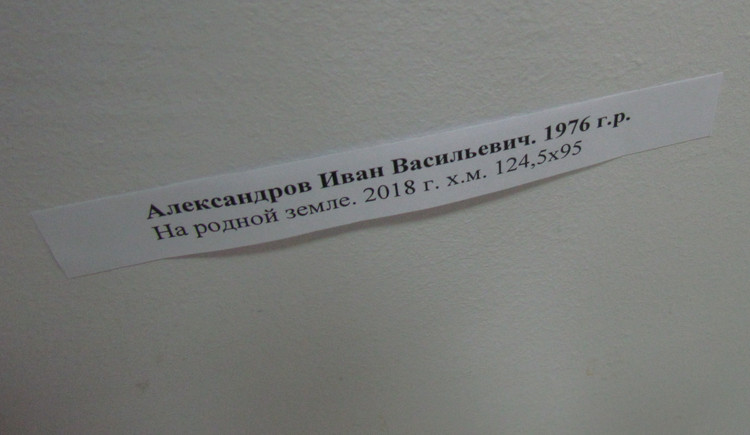 Александров Иван Васильевич. 1976 г.р.
На родной земле. 2018 г. х.м. 124,5х95